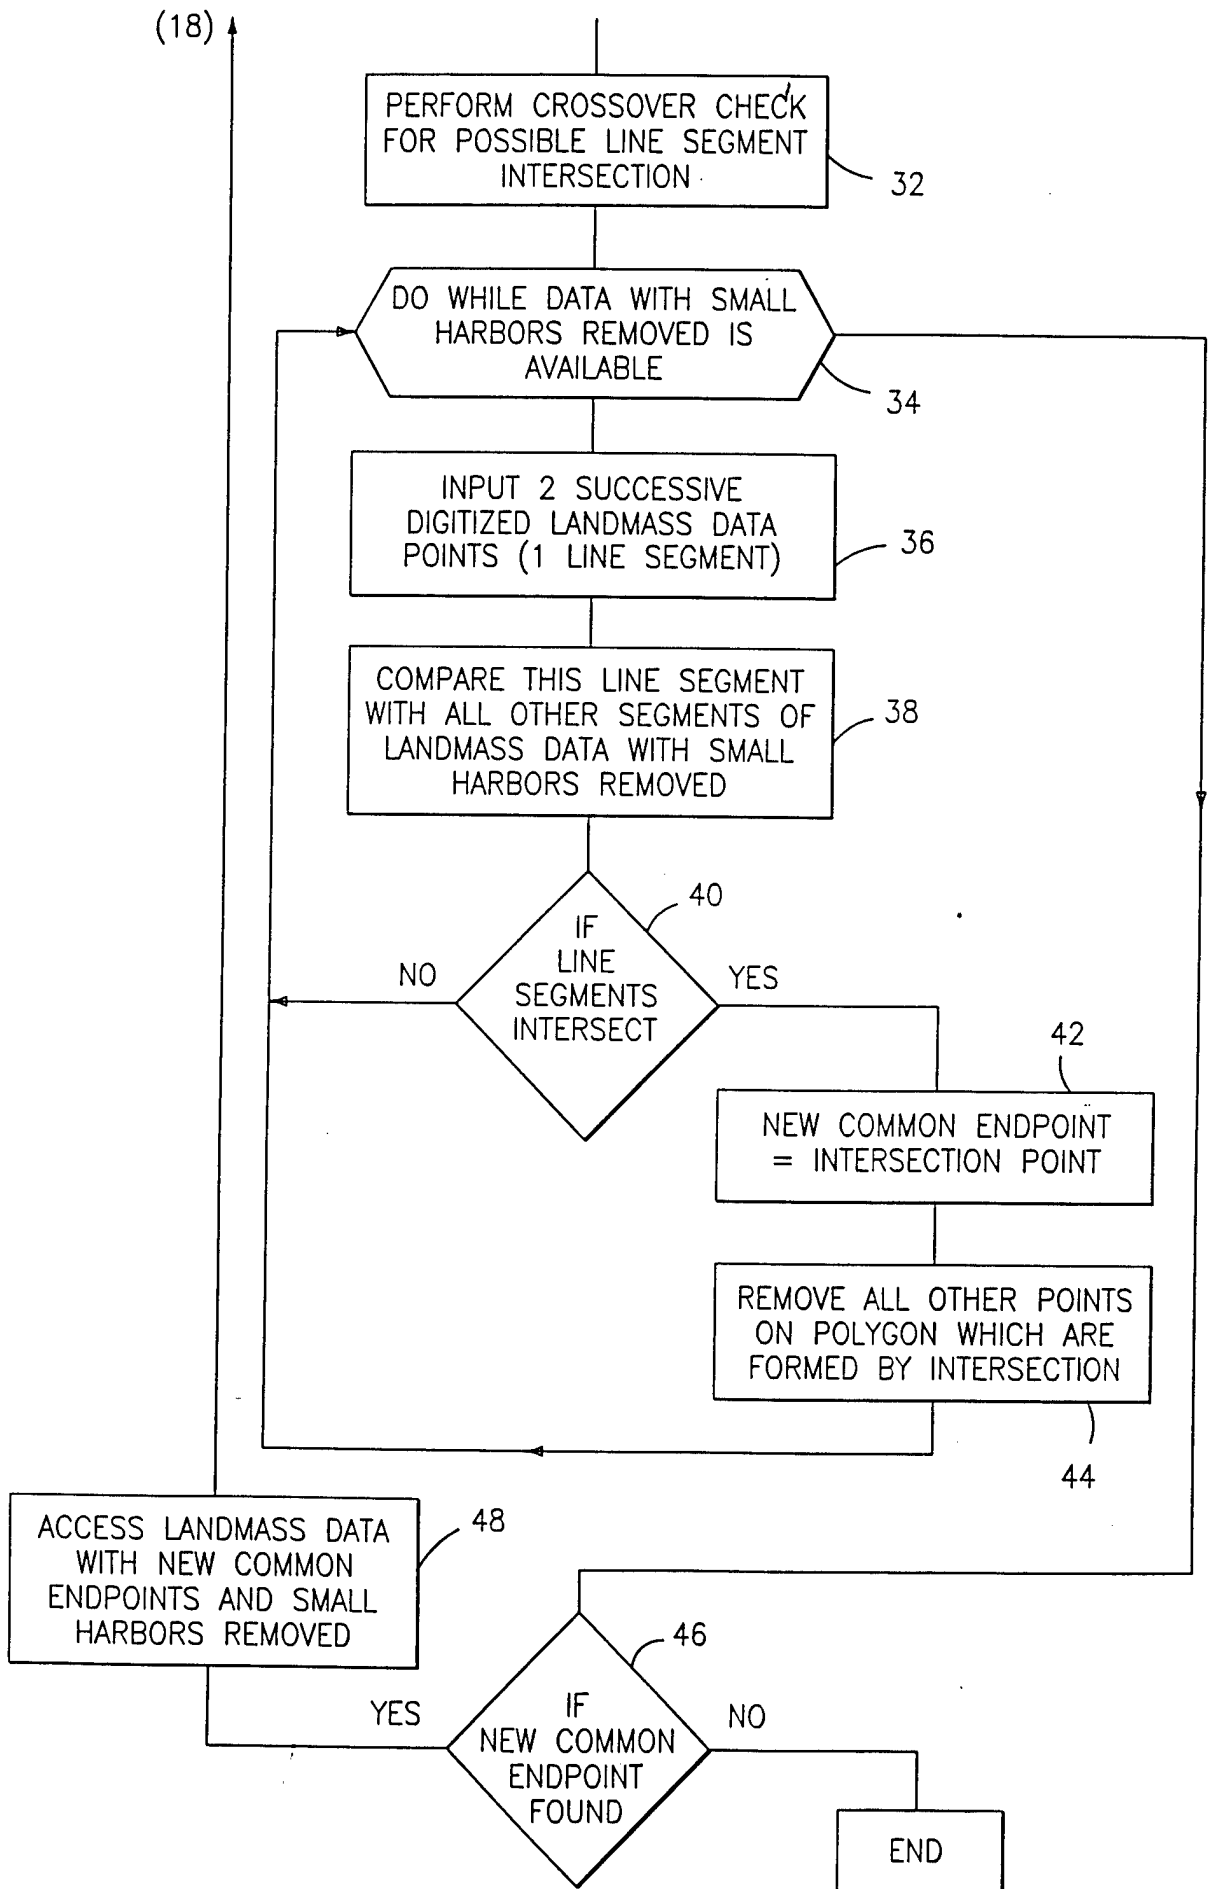 (18)
PERFORM CROSSOVER CHECK
FOR POSSIBLE LINE SEGMENT
INTERSECTION
32
DO WHILE DATA WITH SMALL
HARBORS REMOVED IS
AVAILABLE
34
INPUT 2 SUCCESSIVE
DIGITIZED LANDMASS DATA
POINTS (1 LINE SEGMENT)
36
COMPARE THIS LINE SEGMENT
WITH ALL OTHER SEGMENTS OF
LANDMASS DATA WITH SMALL
HARBORS REMOVED
38
40
IF
LINE
SEGMENTS
INTERSECT
NO
YES
42
NEW COMMON ENDPOINT
= INTERSECTION POINT
REMOVE ALL OTHER POINTS
ON POLYGON WHICH ARE
FORMED BY INTERSECTION
44
ACCESS LANDMASS DATA
WITH NEW COMMON
ENDPOINTS AND SMALL
HARBORS REMOVED
48
46
YES
IF
NEW COMMON
ENDPOINT
FOUND
NO
END